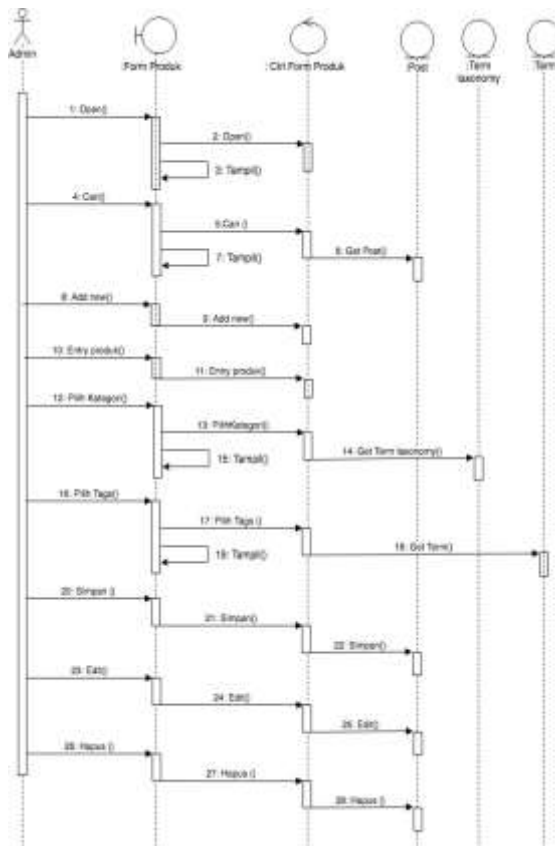 Admin
:Form Produk
: Ctrl Form Produk
:Post
:Term
taxonomy
:Term
1: Open()
2: Open()
3: Tampil()
4: Cari()
5:Cari ()
6: Get Post()
7: Tampil()
8: Add new()
9: Add new()
10: Entry produk()
11: Entry produk()
12: Pilih Kategori()
13: PilihKategori()
14: Get Term taxonomy()
15: Tampil()
16: Pilih Tags()
17: Pilih Tags ()
18: Get Term()
19: Tampil()
20: Simpan ()
21: Simpan()
22: Simpan()
23: Edit()
24: Edit()
25: Edit()
26: Hapus ()
27: Hapus ()
28: Hapus ()